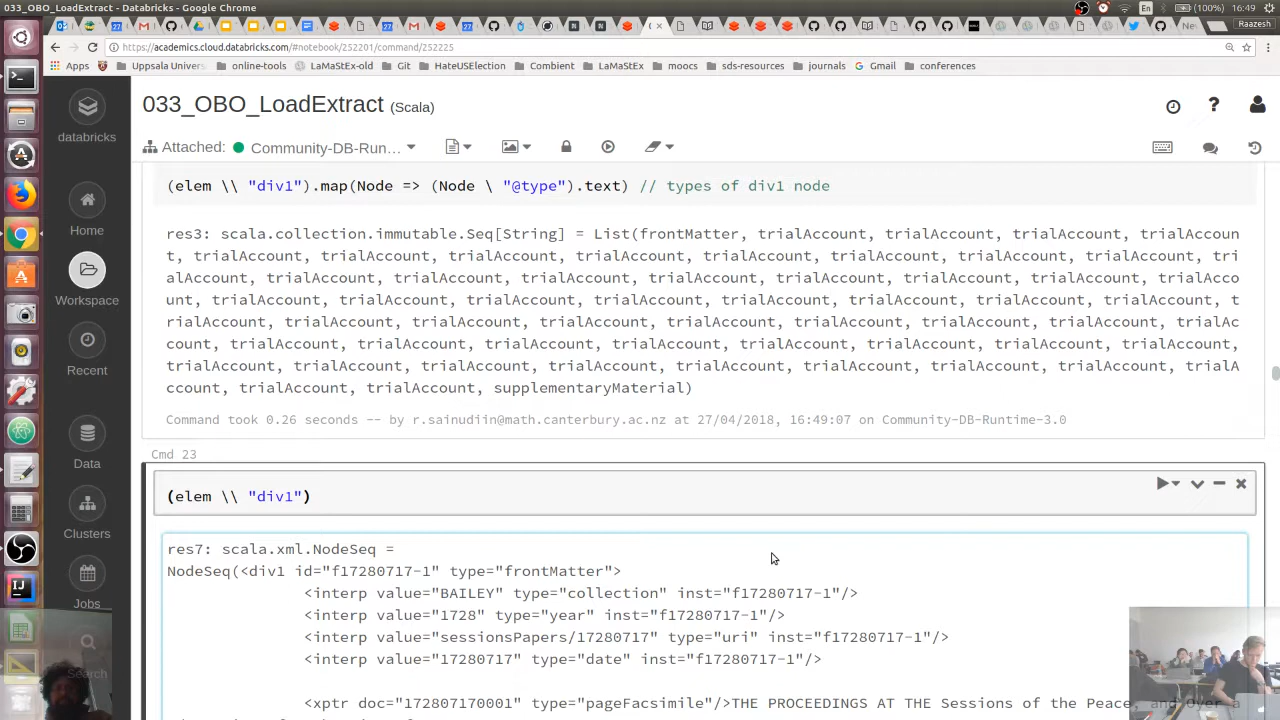 033_OBO_LoadExtract - Databricks - Google Chrome
En (100%) 16:49
Raazesh
https://academics.cloud.databricks.com/#notebook/252201/command/252225
Apps Uppsala Univers online-tools LaMaStEx-old Git HateUSElection Combient LaMaStEx moocs sds-resources journals Gmail conferences
033_OBO_LoadExtract (Scala)
databricks
Attached: Community-DB-Run...
(elem \\ "div1").map(Node => (Node \ "@type").text) // types of div1 node
Home
res3: scala.collection.immutable.Seq[String] = List(frontMatter, trialAccount, trialAccount, trialAccount, trialAccoun
t, trialAccount, trialAccount, trialAccount, trialAccount, trialAccount, trialAccount, trialAccount, trialAccount, tri
alAccount, trialAccount, trialAccount, trialAccount, trialAccount, trialAccount, trialAccount, trialAccount, trialAcco
unt, trialAccount, trialAccount, trialAccount, trialAccount, trialAccount, trialAccount, trialAccount, trialAccount, t
rialAccount, trialAccount, trialAccount, trialAccount, trialAccount, trialAccount, trialAccount, trialAccount, trialAc
count, trialAccount, trialAccount, trialAccount, trialAccount, trialAccount, trialAccount, trialAccount, trialAccount,
trialAccount, trialAccount, trialAccount, trialAccount, trialAccount, trialAccount, trialAccount, trialAccount, trialA
ccount, trialAccount, trialAccount, supplementaryMaterial)
Workspace
Recent
Command took 0.26 seconds -- by r.sainudiin@math.canterbury.ac.nz at 27/04/2018, 16:49:07 on Community-DB-Runtime-3.0
Cmd 23
Data
(elem \\ "div1")
Clusters
res7: scala.xml.NodeSeq =
NodeSeq(<div1 id="f17280717-1" type="frontMatter">
<interp value="BAILEY" type="collection" inst="f17280717-1"/>
Jobs
<interp value="1728" type="year" inst="f17280717-1"/>
<interp value="sessionsPapers/17280717" type="uri" inst="f17280717-1"/>
<interp value="17280717" type="date" inst="f17280717-1"/>
Search
<xptr doc="172807170001" type="pageFacsimile"/>THE PROCEEDINGS AT THE Sessions of the Peace, and Over a